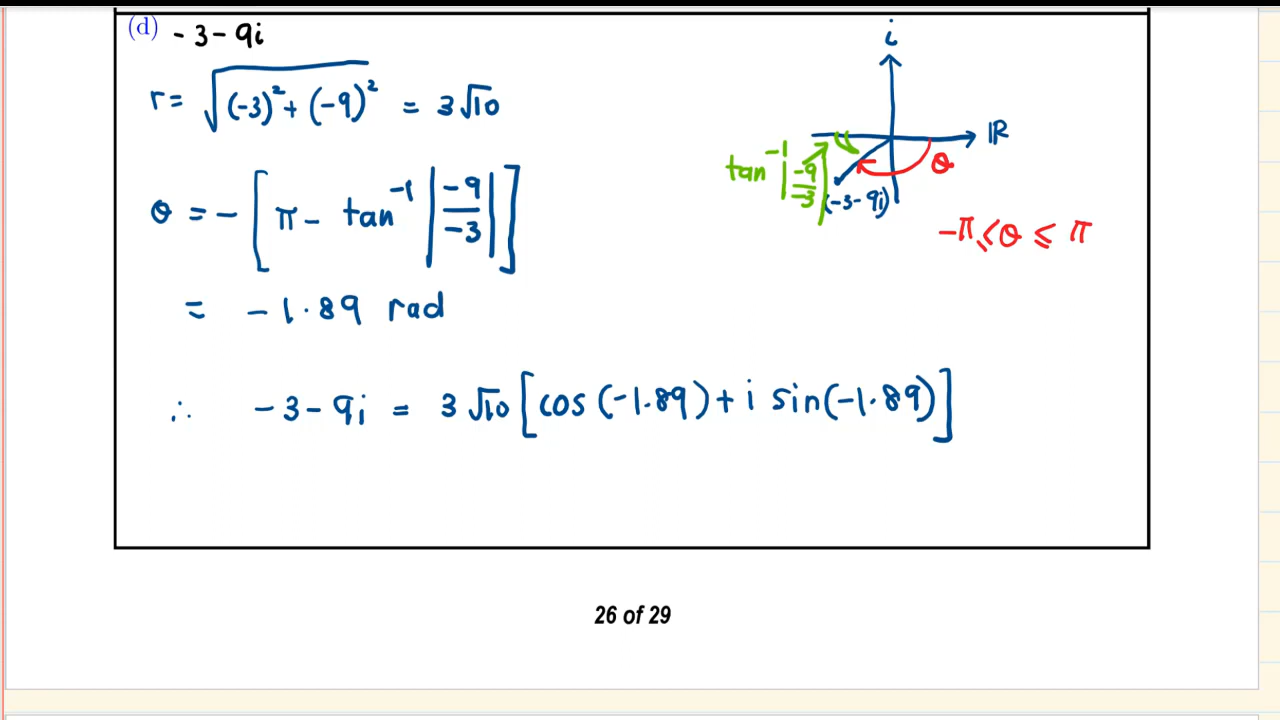 (d) -3-9i
r = √((-3)² + (-9)²) = 3√10
θ = -[π - tan⁻¹|-9/-3|]
= -1.89 rad
∴ -3-9i = 3√10[cos(-1.89) + i sin(-1.89)]
i
IR
θ
tan⁻¹|-9/-3|
(-3-9i)
-π ≤ θ ≤ π
26 of 29